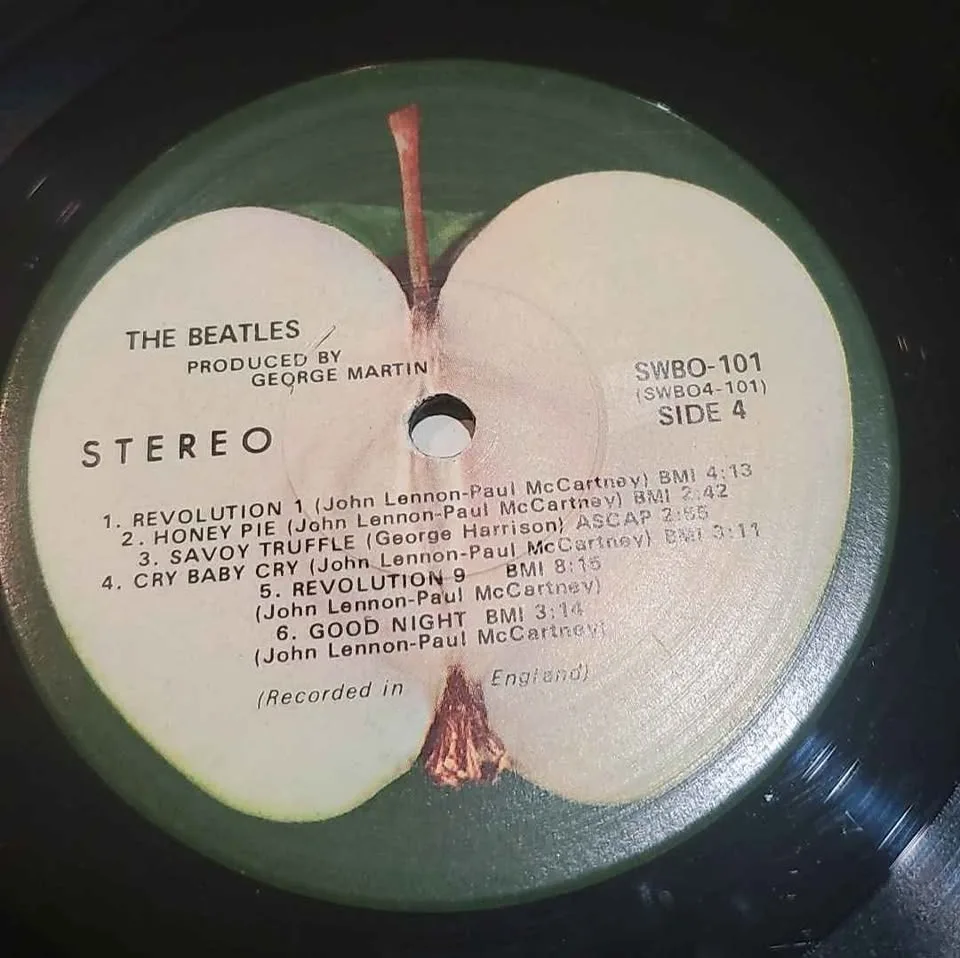 THE BEATLES
PRODUCED BY
GEORGE MARTIN
STEREO
SWBO-101
(SWBO4-101)
SIDE 4
1. REVOLUTION 1 (John Lennon-Paul McCartney) BMI 4:13
2. HONEY PIE (John Lennon-Paul McCartney) BMI 2:42
3. SAVOY TRUFFLE (George Harrison) ASCAP 2:55
4. CRY BABY CRY (John Lennon-Paul McCartney) BMI 3:11
5. REVOLUTION 9 BMI 8:15
(John Lennon-Paul McCartney)
6. GOOD NIGHT BMI 3:14
(John Lennon-Paul McCartney)
(Recorded in England)